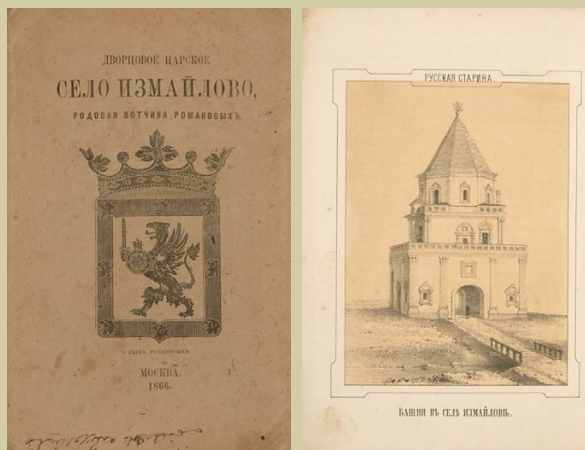 ДВОРЦОВОЕ ЦАРСКОЕ
СЕЛО ИЗМАЙЛОВО,
РОДОВАЯ ВОТЧИНА РОМАНОВЫХЪ.
МОСКВА.
1866.
РУССКАЯ СТАРИНА.
БАШНЯ ВЪ СЕЛѢ ИЗМАЙЛОВѢ.